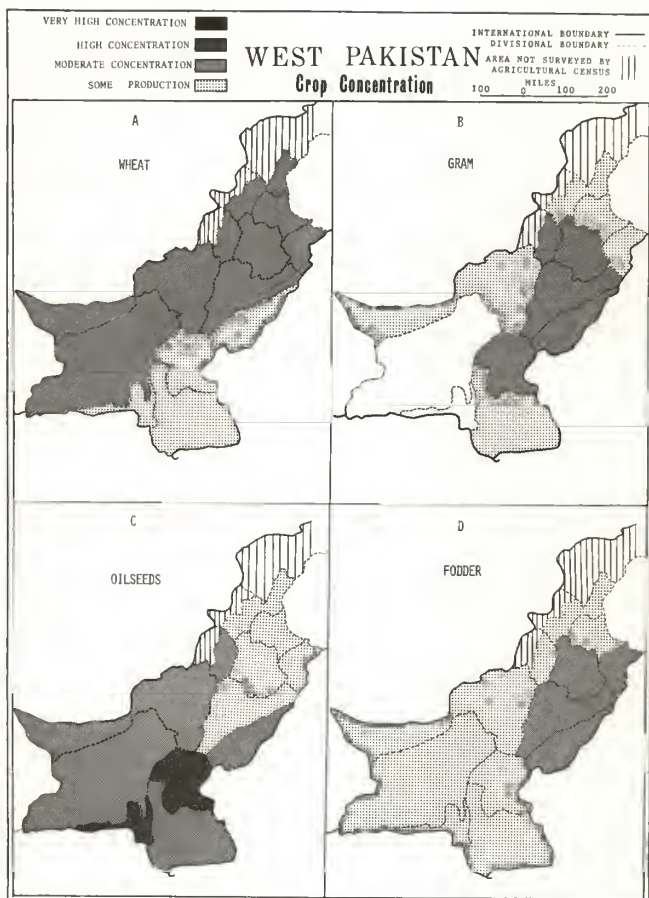 VERY HIGH CONCENTRATION
HIGH CONCENTRATION
MODERATE CONCENTRATION
SOME PRODUCTION
WEST PAKISTAN
Crop Concentration
INTERNATIONAL BOUNDARY
DIVISIONAL BOUNDARY
AREA NOT SURVEYED BY
AGRICULTURAL CENSUS
MILES
100 0 100 200
A
WHEAT
B
GRAM
C
OILSEEDS
D
FODDER